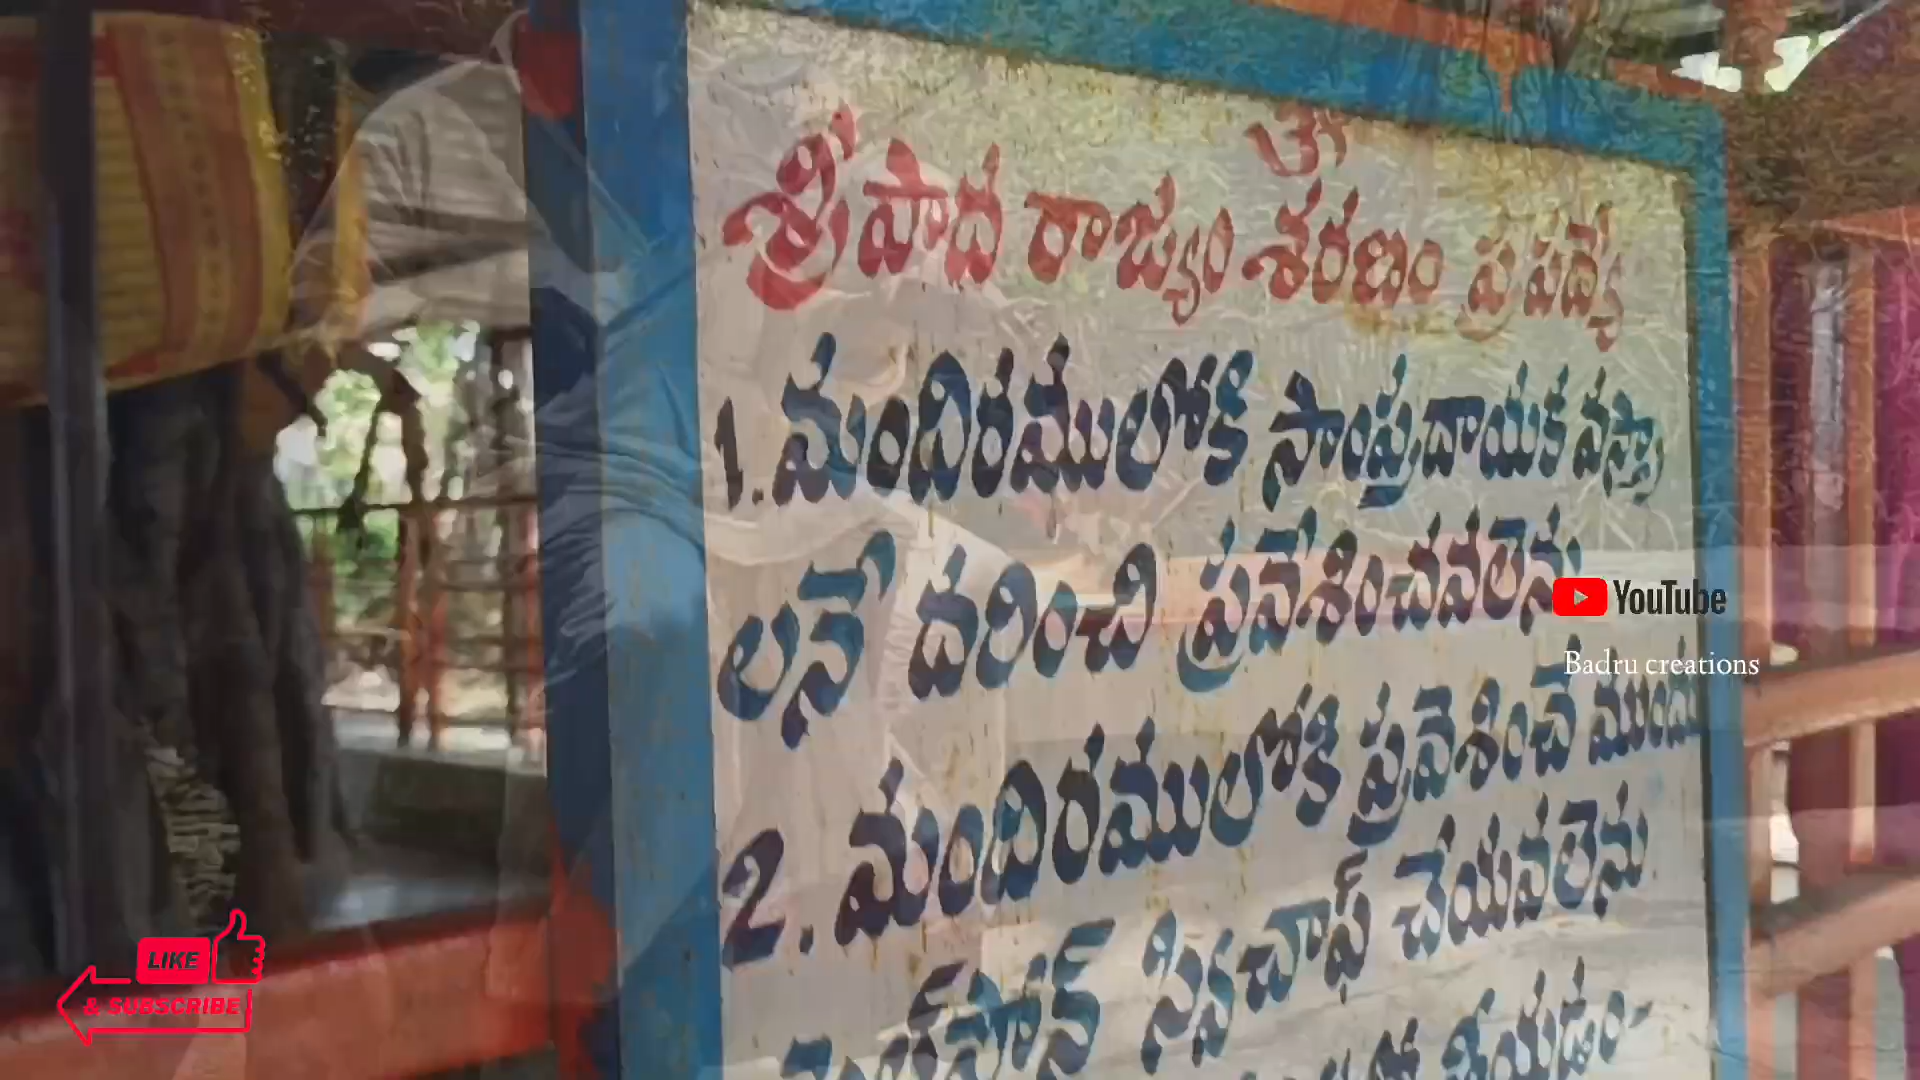 ఓం
శ్రీపాద రాజ్యం శరణం ప్రపద్యే
1. మందిరములోకి సాంప్రదాయక వస్త్రా
లనే దరించి ప్రవేశించవలెను
2. మందిరములోకి ప్రవేశించే ముందు
సెల్‌ఫోన్ స్విచాఫ్ చేయవలెను
YouTube
Badru creations
LIKE
& SUBSCRIBE